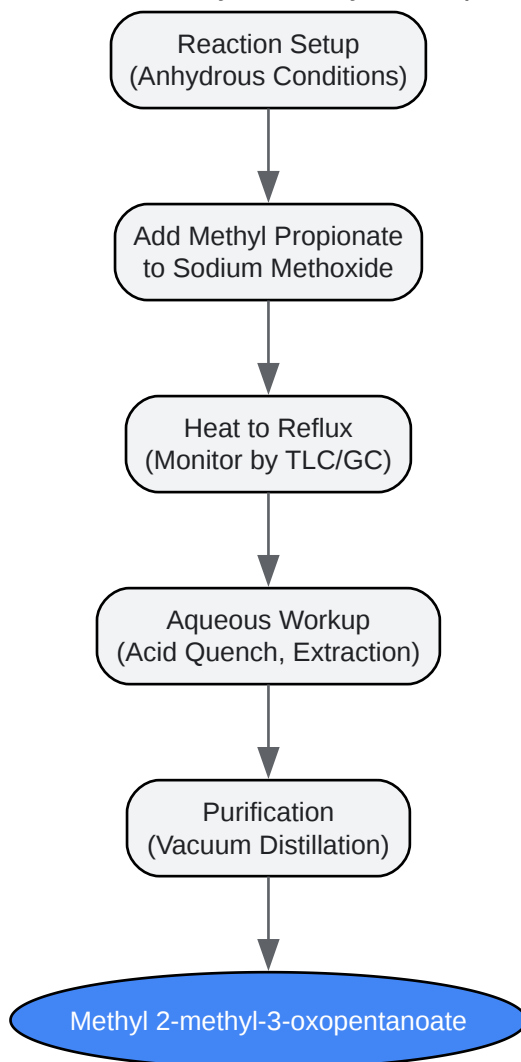 Reaction Setup
(Anhydrous Conditions)
Add Methyl Propionate
to Sodium Methoxide
Heat to Reflux
(Monitor by TLC/GC)
Aqueous Workup
(Acid Quench, Extraction)
Purification
(Vacuum Distillation)
Methyl 2-methyl-3-oxopentanoate